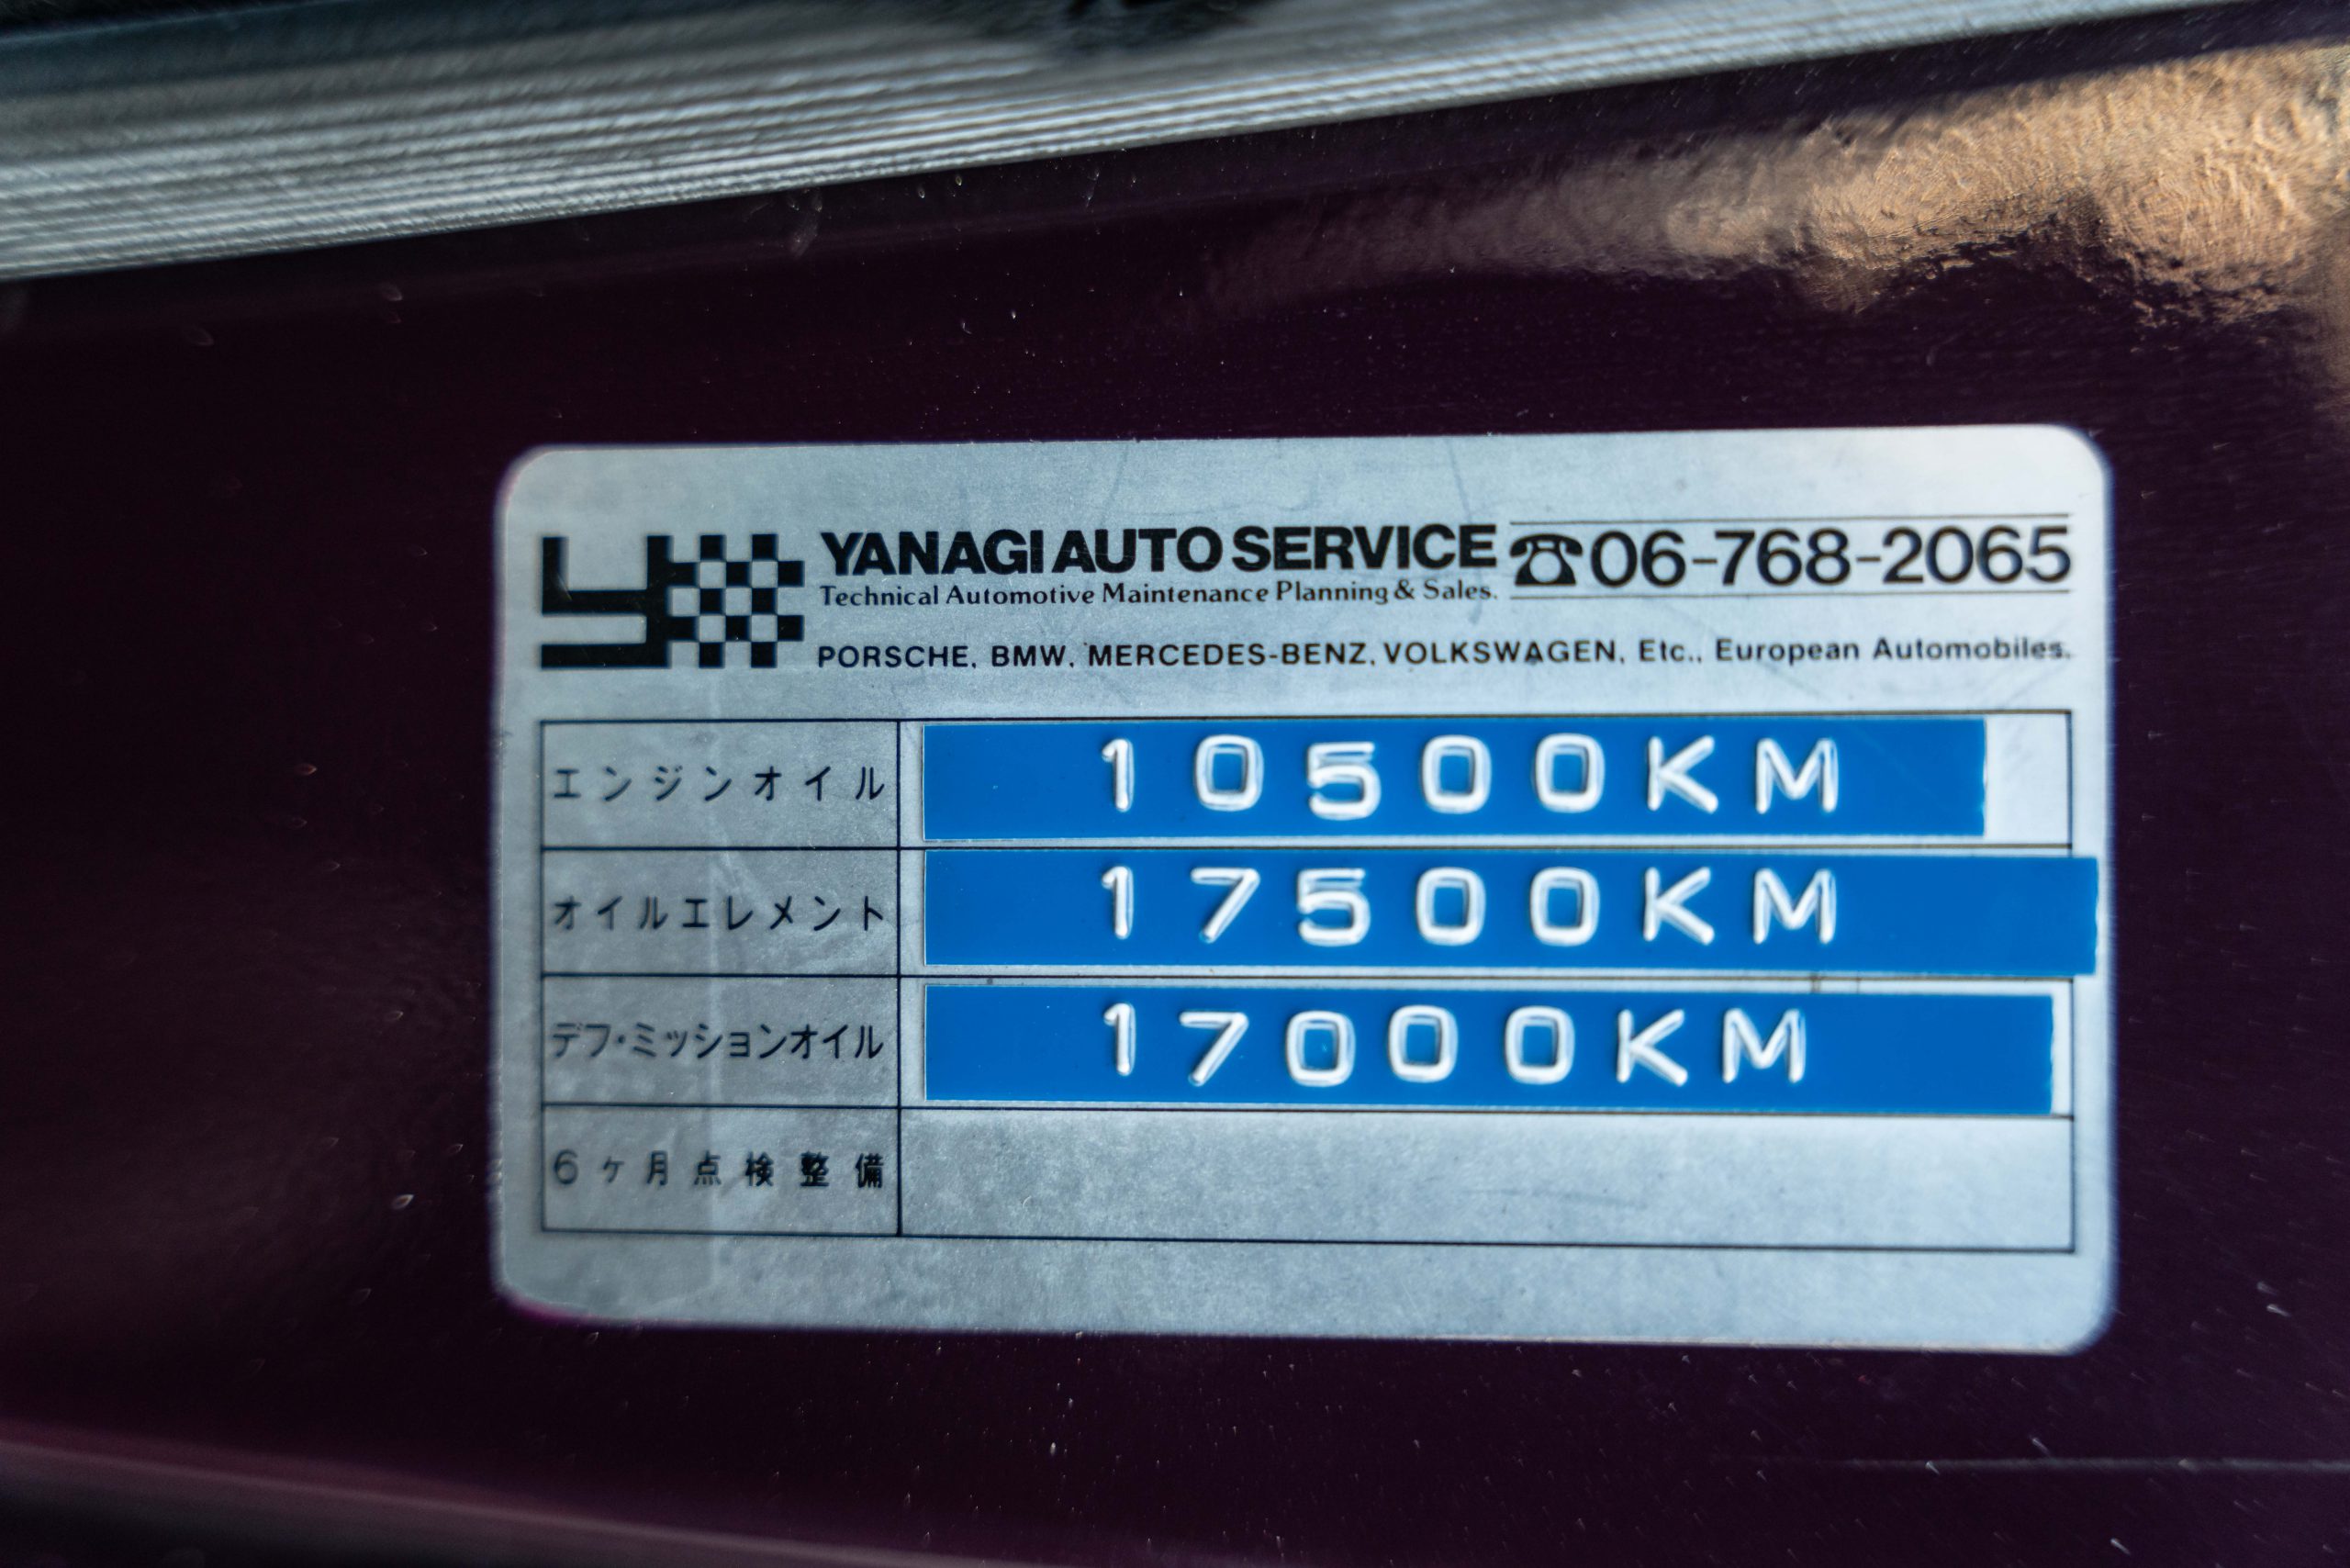 YANAGI AUTO SERVICE ☎06-768-2065
Technical Automotive Maintenance Planning & Sales.
PORSCHE, BMW, MERCEDES-BENZ, VOLKSWAGEN, Etc., European Automobiles.
エンジンオイル 10500KM
オイルエレメント 17500KM
デフ・ミッションオイル 17000KM
6ヶ月点検整備